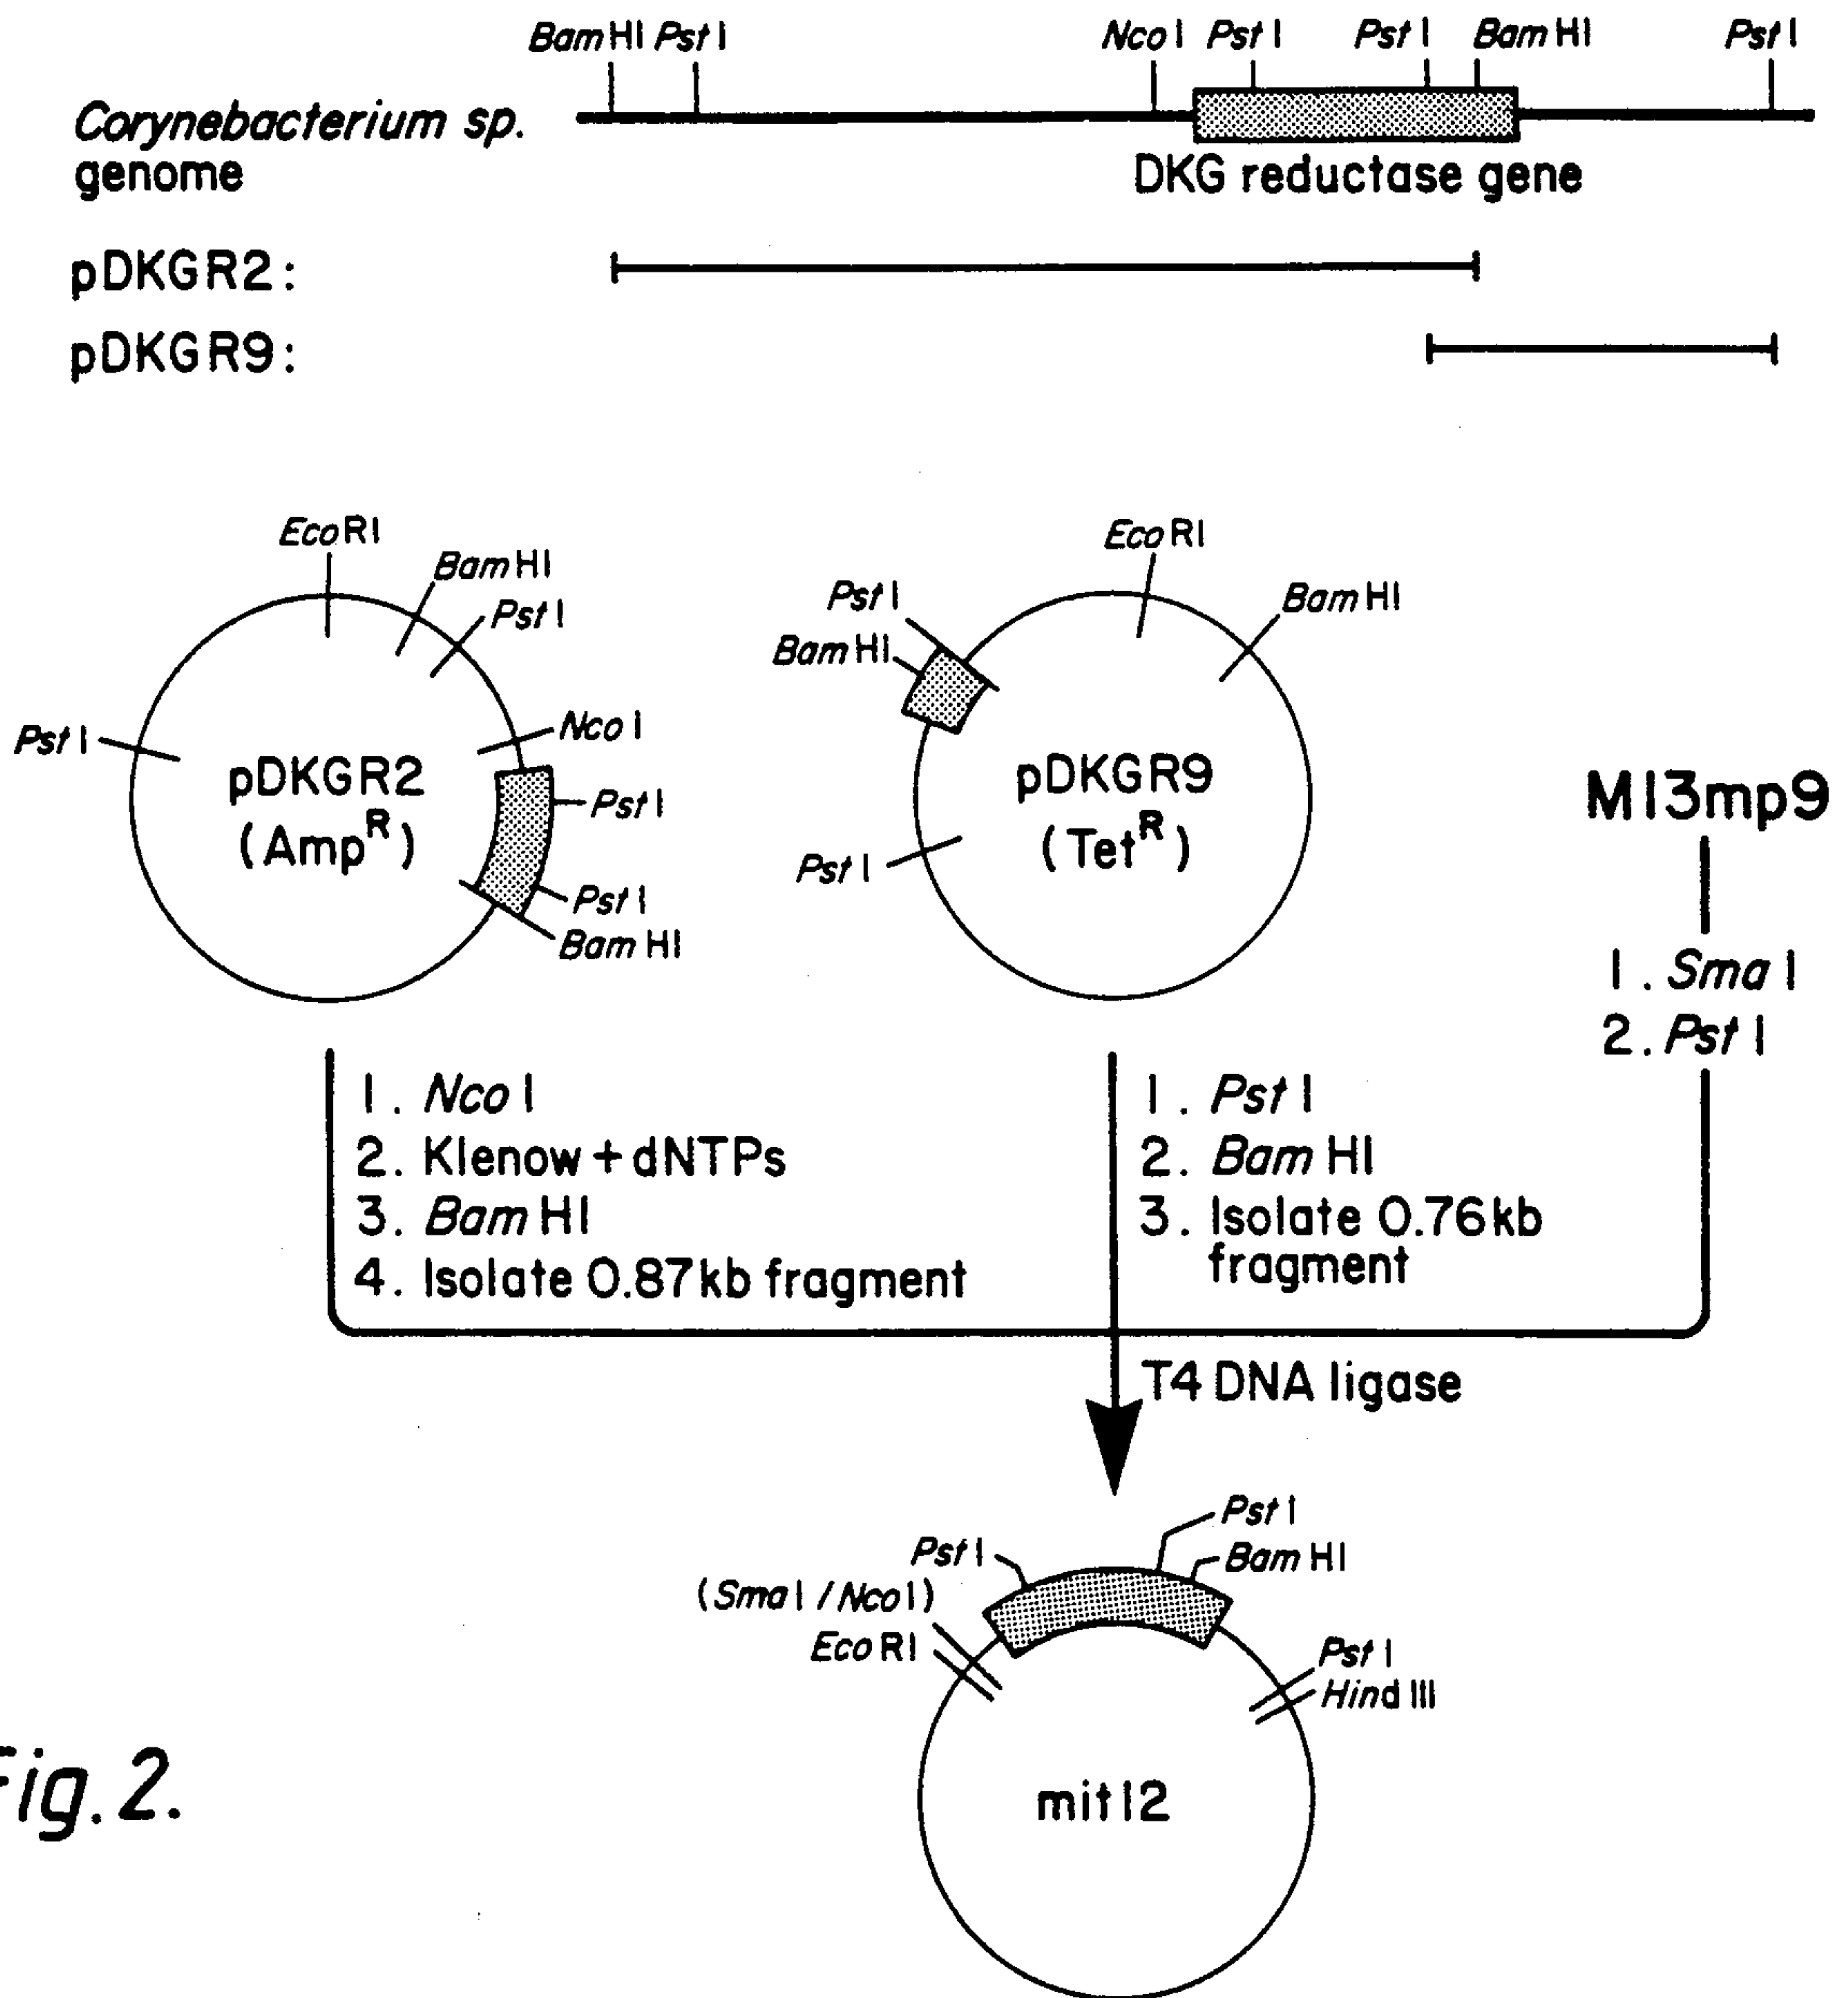 BamHI PstI NcoI PstI PstI BamHI PstI
Corynebacterium sp.
genome
DKG reductase gene
pDKGR2:
pDKGR9:
EcoRI
BamHI
PstI
NcoI
PstI
pDKGR2
(Amp^R)
PstI
PstI
BamHI
EcoRI
PstI
BamHI
BamHI
pDKGR9
(Tet^R)
PstI
M13mp9
1. SmaI
2. PstI
1. NcoI
2. Klenow + dNTPs
3. BamHI
4. Isolate 0.87kb fragment
1. PstI
2. BamHI
3. Isolate 0.76kb
fragment
T4 DNA ligase
PstI
PstI
BamHI
(SmaI/NcoI)
EcoRI
PstI
HindIII
mit12
Fig. 2.